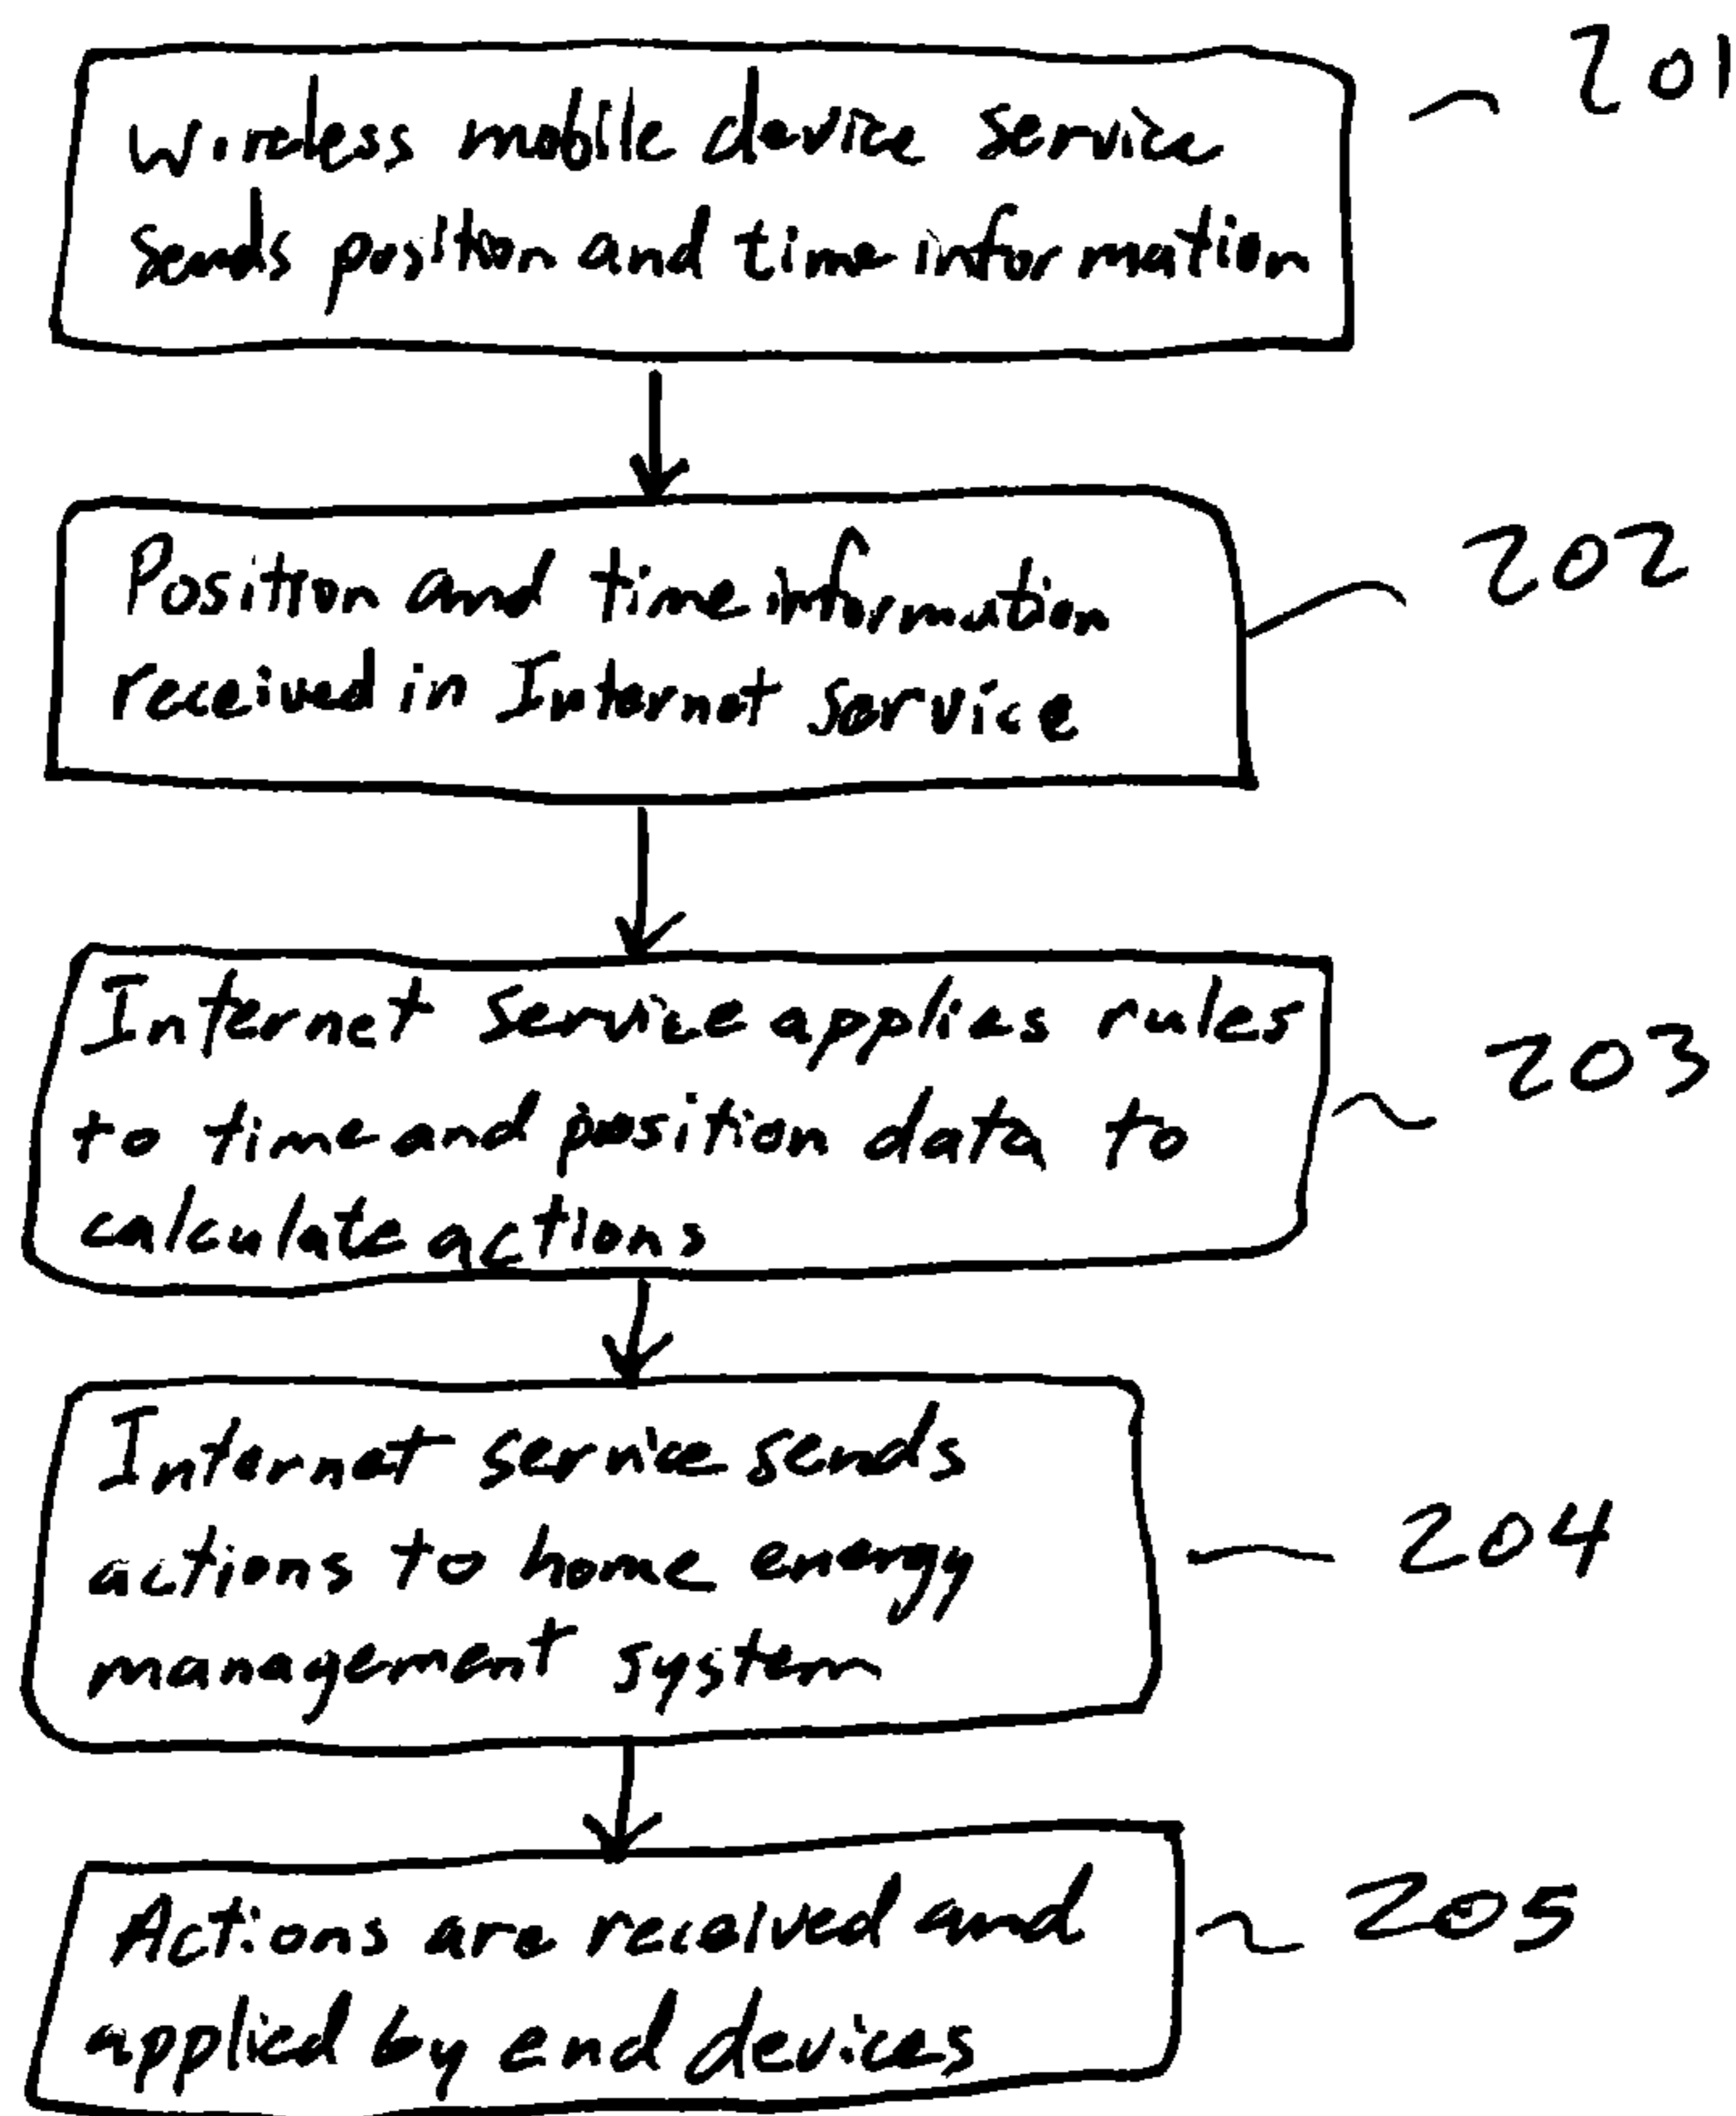 Wireless mobile device service
sends position and time information
201
Position and time information
received in Internet service
202
Internet service applies rules
to time and position data to
calculate actions
203
Internet service sends
actions to home energy
management system
204
Actions are received and
applied by end devices
205